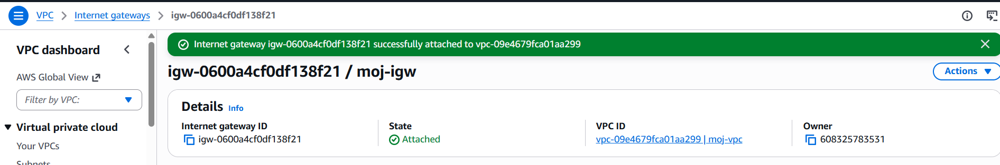 VPC > Internet gateways > igw-0600a4cf0df138f21
VPC dashboard
AWS Global View
Filter by VPC:
Virtual private cloud
Your VPCs
Subnets
Internet gateway igw-0600a4cf0df138f21 successfully attached to vpc-09e4679fca01aa299
igw-0600a4cf0df138f21 / moj-igw
Actions
Details Info
Internet gateway ID
igw-0600a4cf0df138f21
State
Attached
VPC ID
vpc-09e4679fca01aa299 | moj-vpc
Owner
608325783531